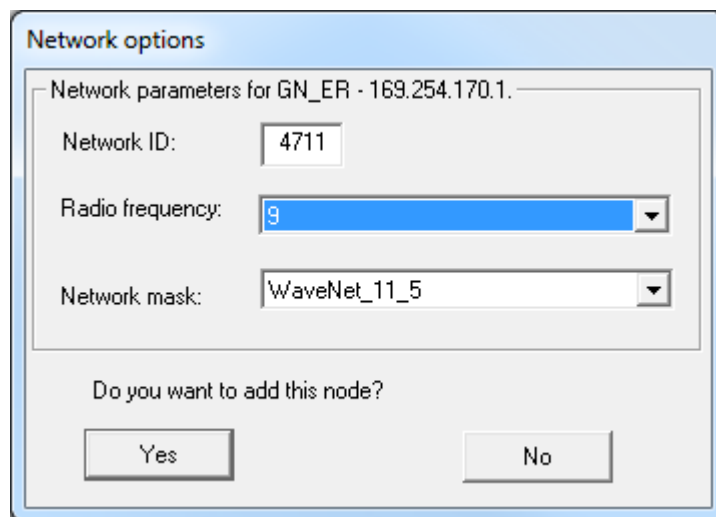 Network options
Network parameters for GN_ER - 169.254.170.1.
Network ID: 4711
Radio frequency: 9
Network mask: WaveNet_11_5
Do you want to add this node?
Yes No